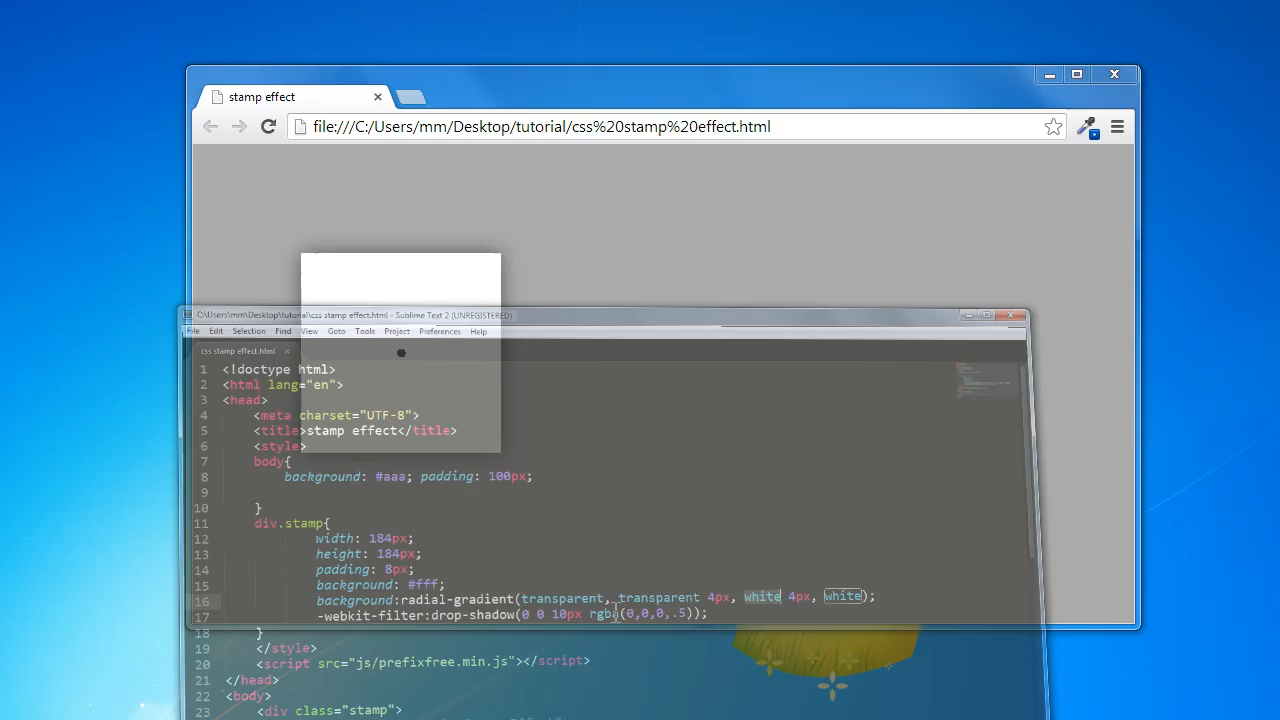 stamp effect
file:///C:/Users/mm/Desktop/tutorial/css%20stamp%20effect.html
C:\Users\mm\Desktop\tutorial\css stamp effect.html - Sublime Text 2 (UNREGISTERED)
File Edit Selection Find View Goto Tools Project Preferences Help
css stamp effect.html
1 <!doctype html>
2 <html lang="en">
3 <head>
4 <meta charset="UTF-8">
5 <title>stamp effect</title>
6 <style>
7 body{
8 background: #aaa; padding: 100px;
9
10 }
11 div.stamp{
12 width: 184px;
13 height: 184px;
14 padding: 8px;
15 background: #fff;
16 background:radial-gradient(transparent, transparent 4px, white 4px, white);
17 -webkit-filter:drop-shadow(0 0 10px rgba(0,0,0,.5));
18 }
19 </style>
20 <script src="js/prefixfree.min.js"></script>
21 </head>
22 <body>
23 <div class="stamp">